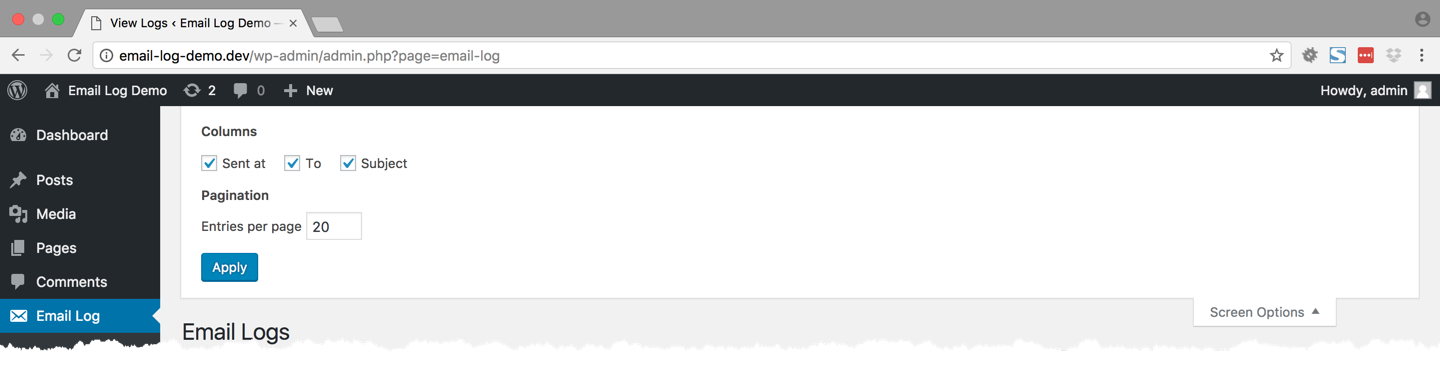 View Logs ‹ Email Log Demo —
email-log-demo.dev/wp-admin/admin.php?page=email-log
Email Log Demo 2 0 New Howdy, admin
Dashboard
Posts
Media
Pages
Comments
Email Log
Columns
Sent at To Subject
Pagination
Entries per page 20
Apply
Screen Options
Email Logs